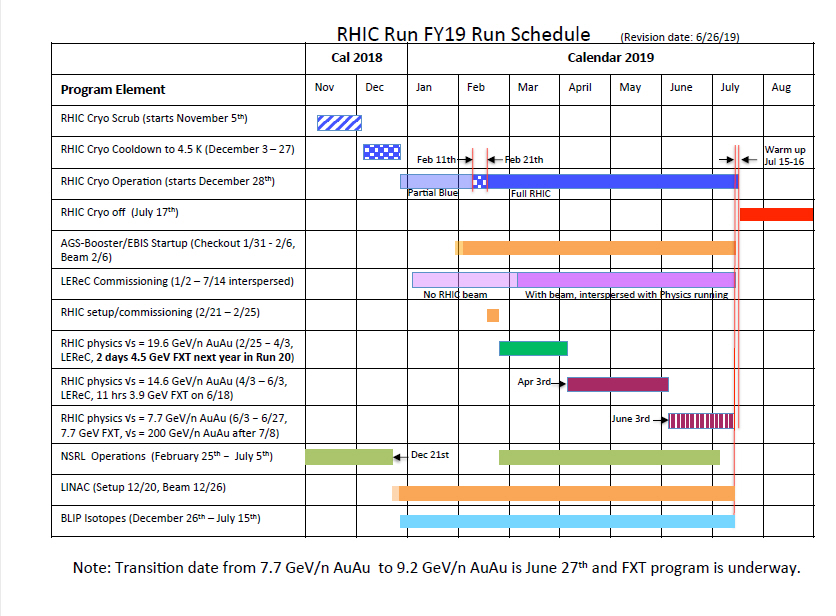 RHIC Run FY19 Run Schedule (Revision date: 6/26/19)
Cal 2018 Calendar 2019
Program Element Nov Dec Jan Feb Mar April May June July Aug
RHIC Cryo Scrub (starts November 5th)
RHIC Cryo Cooldown to 4.5 K (December 3 – 27)
Feb 11th Feb 21th
Warm up
Jul 15-16
RHIC Cryo Operation (starts December 28th)
Partial Blue Full RHIC
RHIC Cryo off (July 17th)
AGS-Booster/EBIS Startup (Checkout 1/31 - 2/6,
Beam 2/6)
LEReC Commissioning (1/2 – 7/14 interspersed)
No RHIC beam With beam, interspersed with Physics running
RHIC setup/commissioning (2/21 – 2/25)
RHIC physics √s = 19.6 GeV/n AuAu (2/25 – 4/3,
LEReC, 2 days 4.5 GeV FXT next year in Run 20)
RHIC physics √s = 14.6 GeV/n AuAu (4/3 – 6/3,
LEReC, 11 hrs 3.9 GeV FXT on 6/18)
Apr 3rd
RHIC physics √s = 7.7 GeV/n AuAu (6/3 – 6/27,
7.7 GeV FXT, √s = 200 GeV/n AuAu after 7/8)
June 3rd
NSRL Operations (February 25th – July 5th)
Dec 21st
LINAC (Setup 12/20, Beam 12/26)
BLIP Isotopes (December 26th – July 15th)
Note: Transition date from 7.7 GeV/n AuAu to 9.2 GeV/n AuAu is June 27th and FXT program is underway.